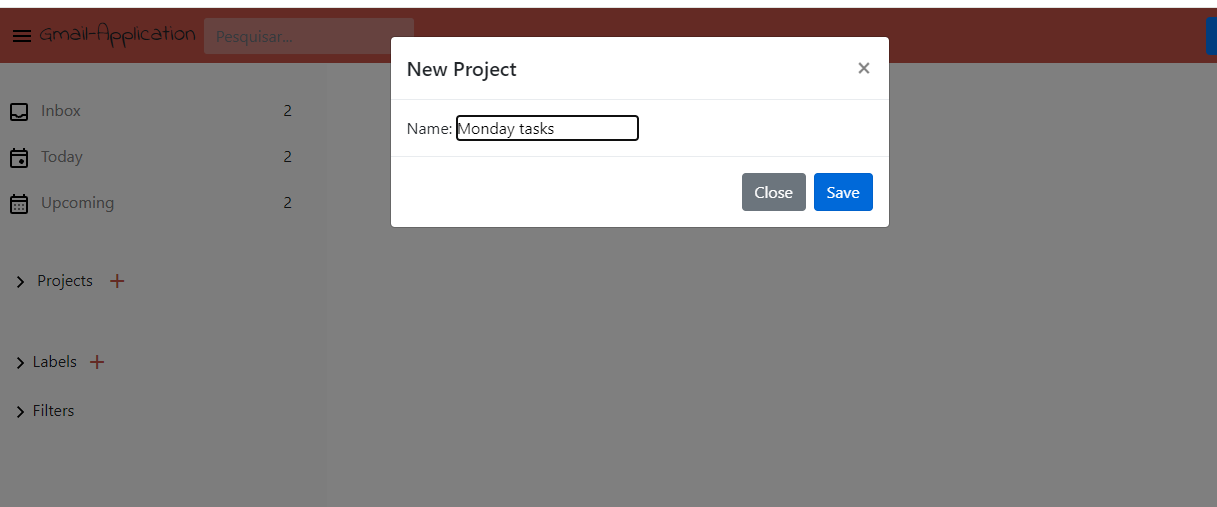 Gmail-Application
Pesquisar...
New Project
×
Name: Monday tasks
Close Save
Inbox 2
Today 2
Upcoming 2
Projects +
Labels +
Filters